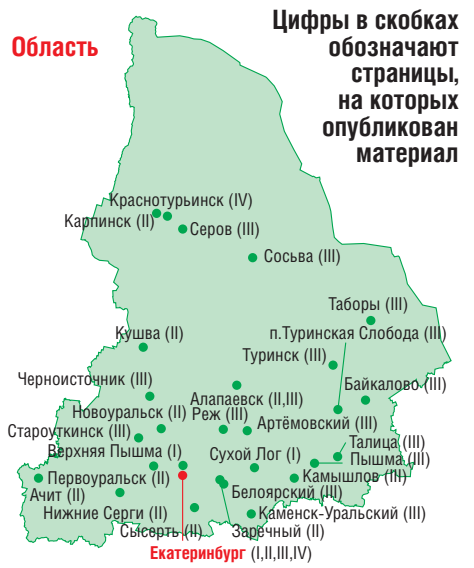 Цифры в скобках
обозначают
страницы,
на которых
опубликован
материал
Область
Краснотурьинск (IV)
Карпинск (II)
Серов (III)
Сосьва (III)
Таборы (III)
Кушва (II)
п.Туринская Слобода (III)
Туринск (III)
Черноисточник (III)
Алапаевск (II,III)
Байкалово (III)
Новоуральск (II)
Реж (III)
Артёмовский (III)
Староуткинск (III)
Верхняя Пышма (I)
Талица (III)
Сухой Лог (I)
Пышма (III)
Первоуральск (II)
Камышлов (III)
Ачит (II)
Белоярский (III)
Нижние Серги (II)
Каменск-Уральский (III)
Сысерть (II)
Заречный (II)
Екатеринбург (I,II,III,IV)